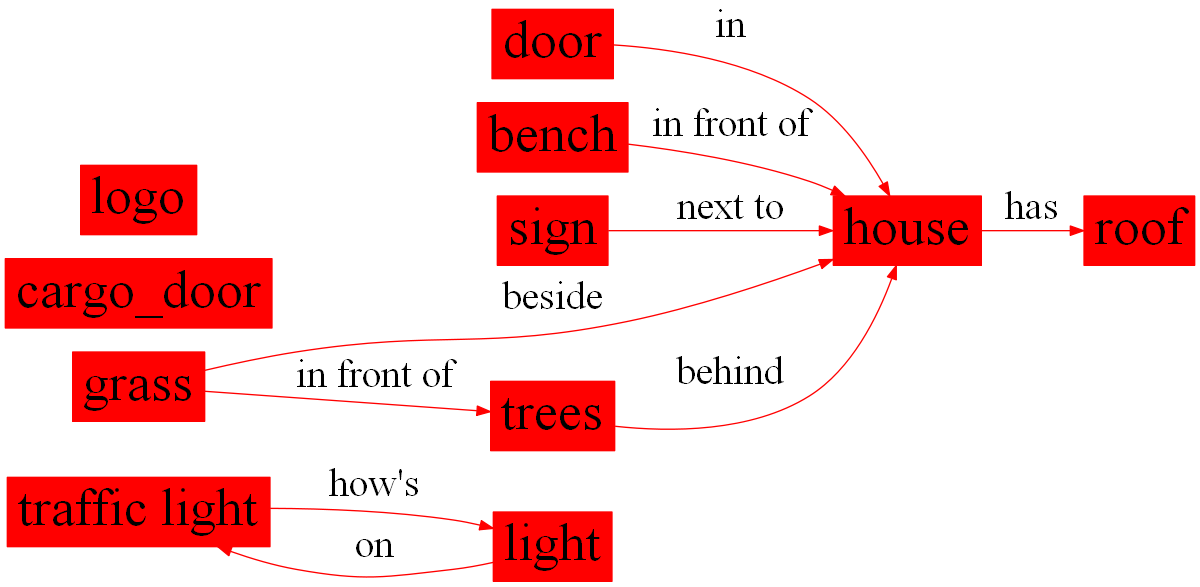 door
in
bench
in front of
logo
sign
next to
house
has
roof
cargo_door
beside
grass
in front of
trees
behind
traffic light
how's
light
on